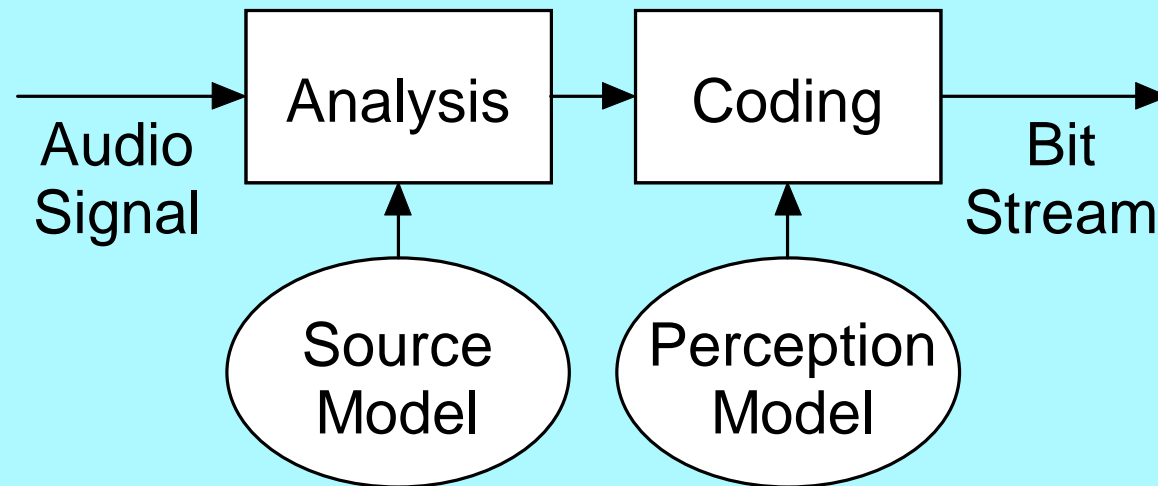 Analysis
Coding
Audio
Signal
Bit
Stream
Source
Model
Perception
Model